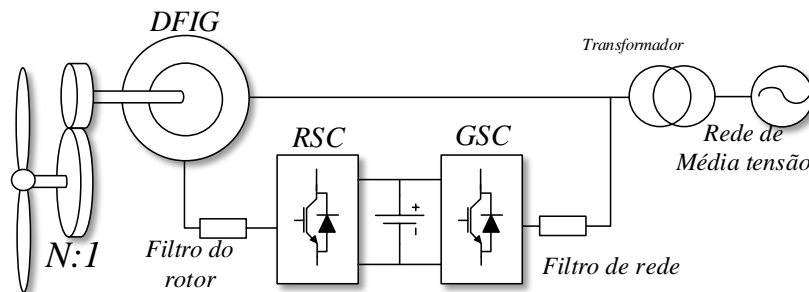 DFIG
Transformador
RSC
GSC
Rede de
Média tensão
+
-
N:1
Filtro do
rotor
Filtro de rede